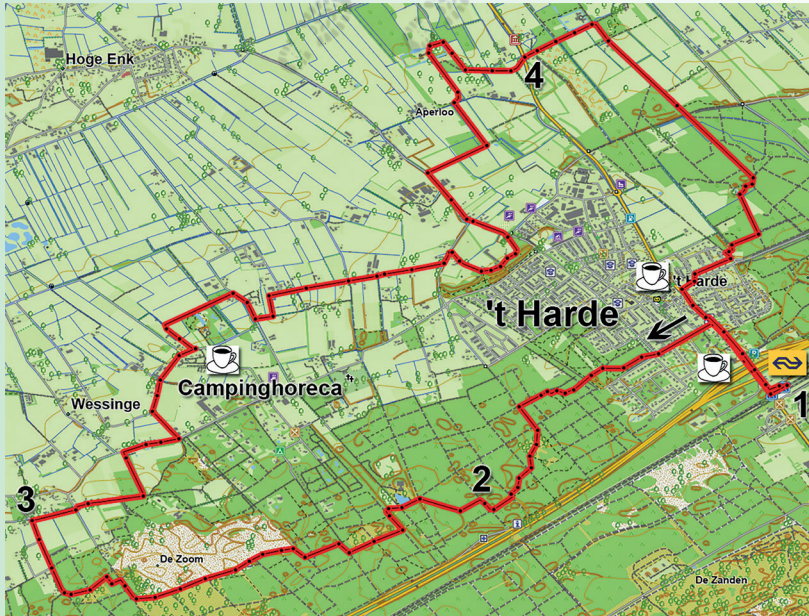 Hoge Enk
4
Aperloo
't Harde
't Harde
Campinghoreca
1
Wessinge
2
3
De Zoom
De Zanden